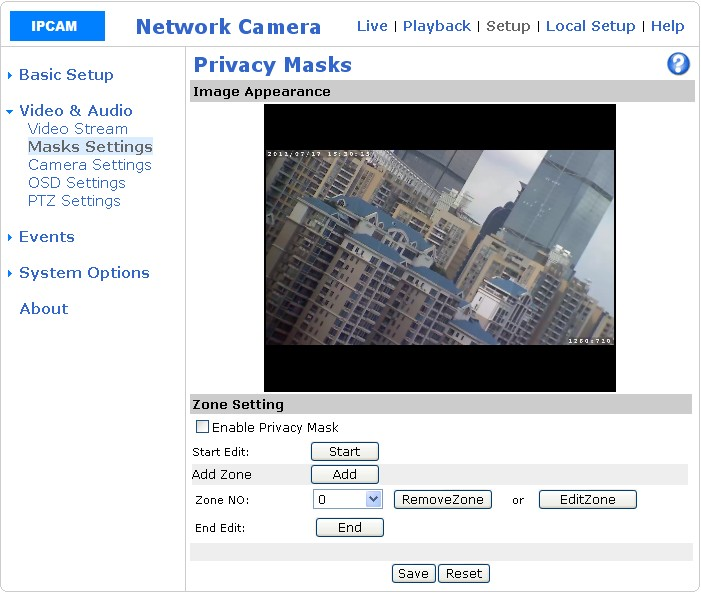 IPCAM
Network Camera
Live | Playback | Setup | Local Setup | Help
Basic Setup
Video & Audio
Video Stream
Masks Settings
Camera Settings
OSD Settings
PTZ Settings
Events
System Options
About
Privacy Masks
?
Image Appearance
2011/07/17 15:30:13
1280:710
Zone Setting
Enable Privacy Mask
Start Edit: Start
Add Zone Add
Zone NO: 0 RemoveZone or EditZone
End Edit: End
Save Reset